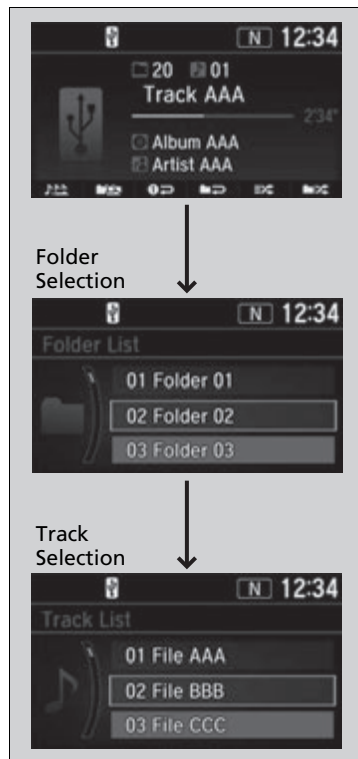 N 12:34
20 01
Track AAA
2'34"
Album AAA
Artist AAA
Folder
Selection
N 12:34
Folder List
01 Folder 01
02 Folder 02
03 Folder 03
Track
Selection
N 12:34
Track List
01 File AAA
02 File BBB
03 File CCC